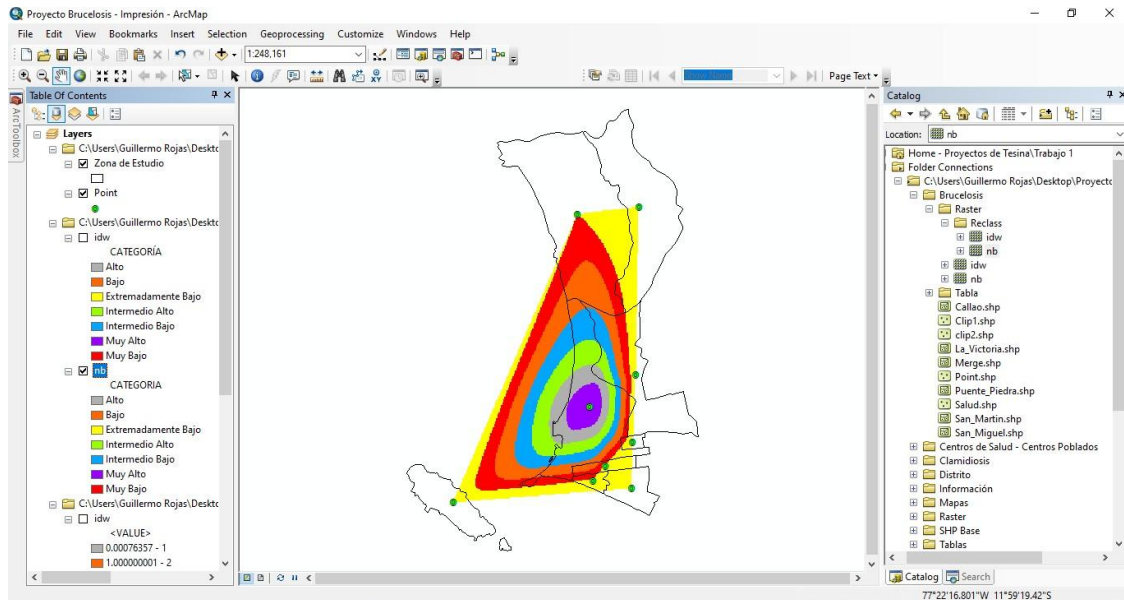 Proyecto Brucelosis - Impresión - ArcMap
File Edit View Bookmarks Insert Selection Geoprocessing Customize Windows Help
1:248,161
Page Text
Table Of Contents
ArcToolbox
Layers
C:\Users\Guillermo Rojas\Deskto
Zona de Estudio
Point
C:\Users\Guillermo Rojas\Deskto
idw
CATEGORÍA
Alto
Bajo
Extremadamente Bajo
Intermedio Alto
Intermedio Bajo
Muy Alto
Muy Bajo
nb
CATEGORIA
Alto
Bajo
Extremadamente Bajo
Intermedio Alto
Intermedio Bajo
Muy Alto
Muy Bajo
C:\Users\Guillermo Rojas\Deskto
idw
<VALUE>
0.00076357 - 1
1.000000001 - 2
Catalog
Location: nb
Home - Proyectos de Tesina\Trabajo 1
Folder Connections
C:\Users\Guillermo Rojas\Desktop\Proyecto
Brucelosis
Raster
Reclass
idw
nb
idw
nb
Tabla
Callao.shp
Clip1.shp
clip2.shp
La_Victoria.shp
Merge.shp
Point.shp
Puente_Piedra.shp
Salud.shp
San_Martin.shp
San_Miguel.shp
Centros de Salud - Centros Poblados
Clamidiosis
Distrito
Información
Mapas
Raster
SHP Base
Tablas
Catalog Search
77°22'16.801"W 11°59'19.42"S